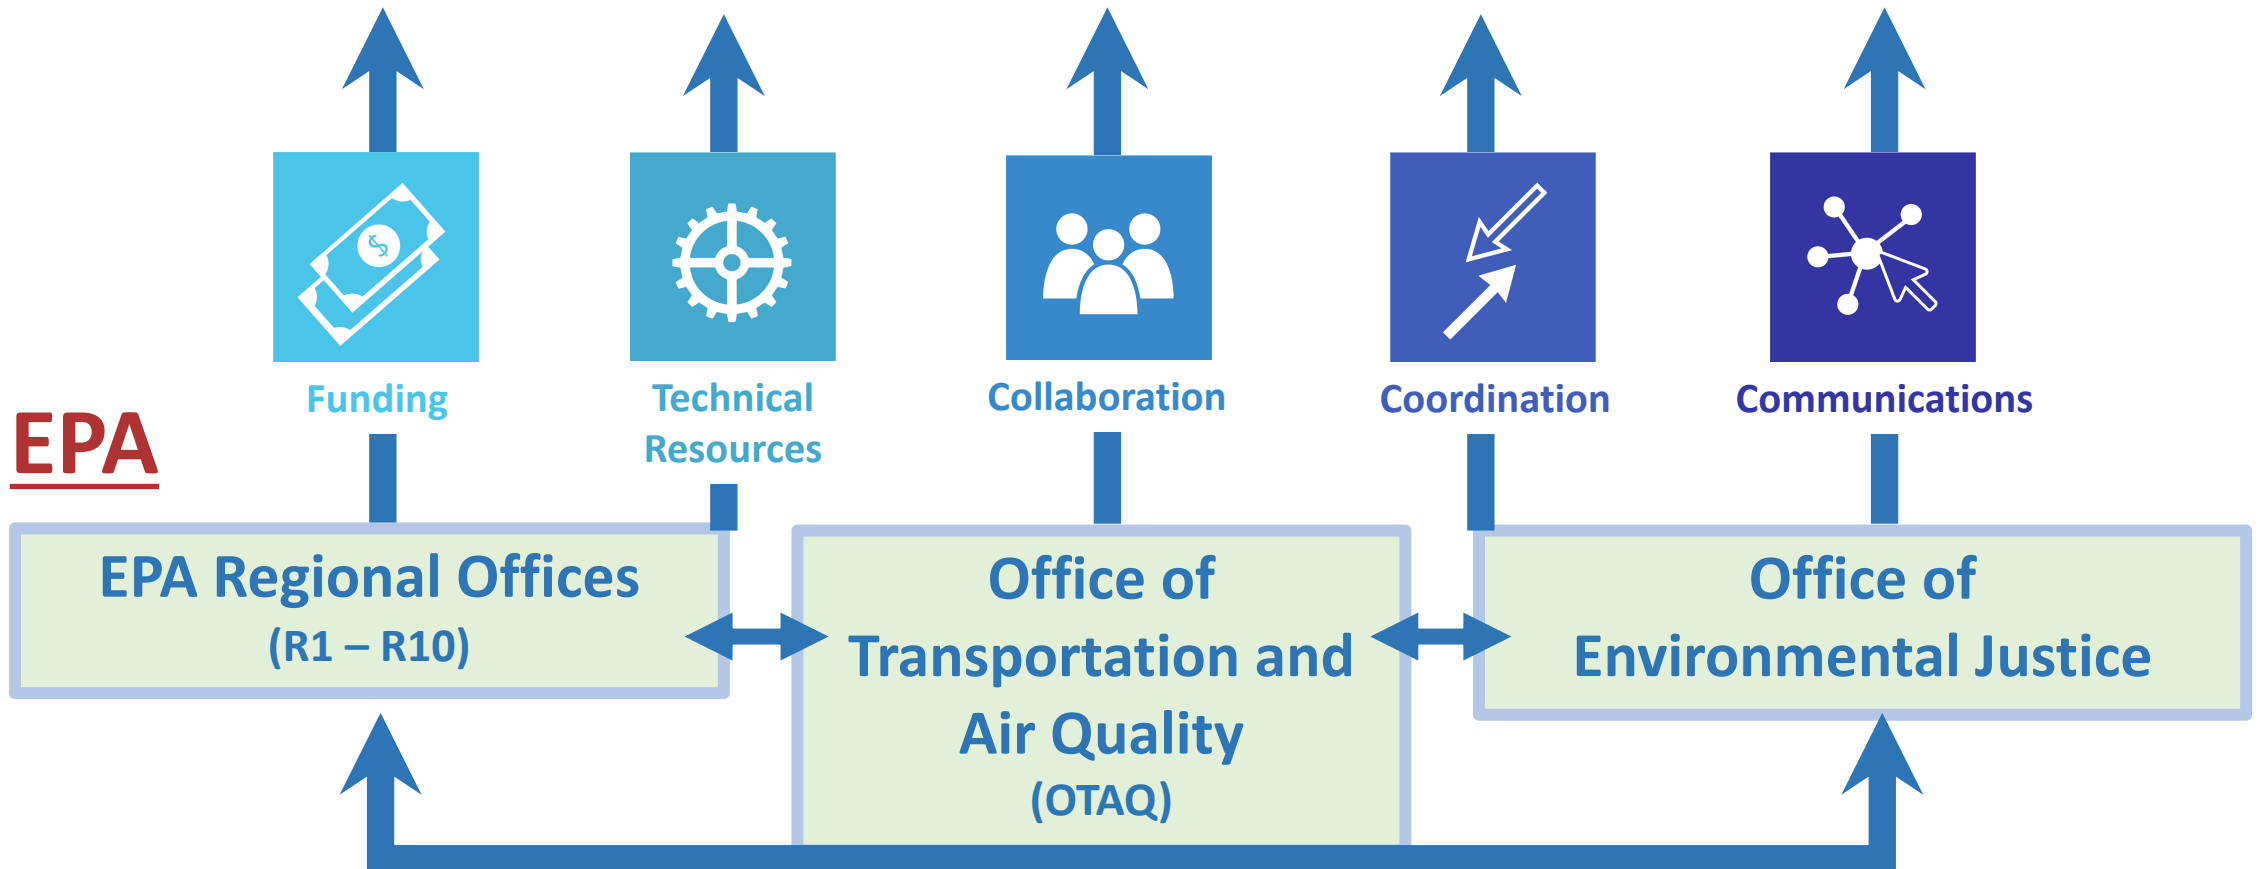 Funding
Technical
Resources
Collaboration
Coordination
Communications
EPA
EPA Regional Offices
(R1 – R10)
Office of
Transportation and
Air Quality
(OTAQ)
Office of
Environmental Justice
$